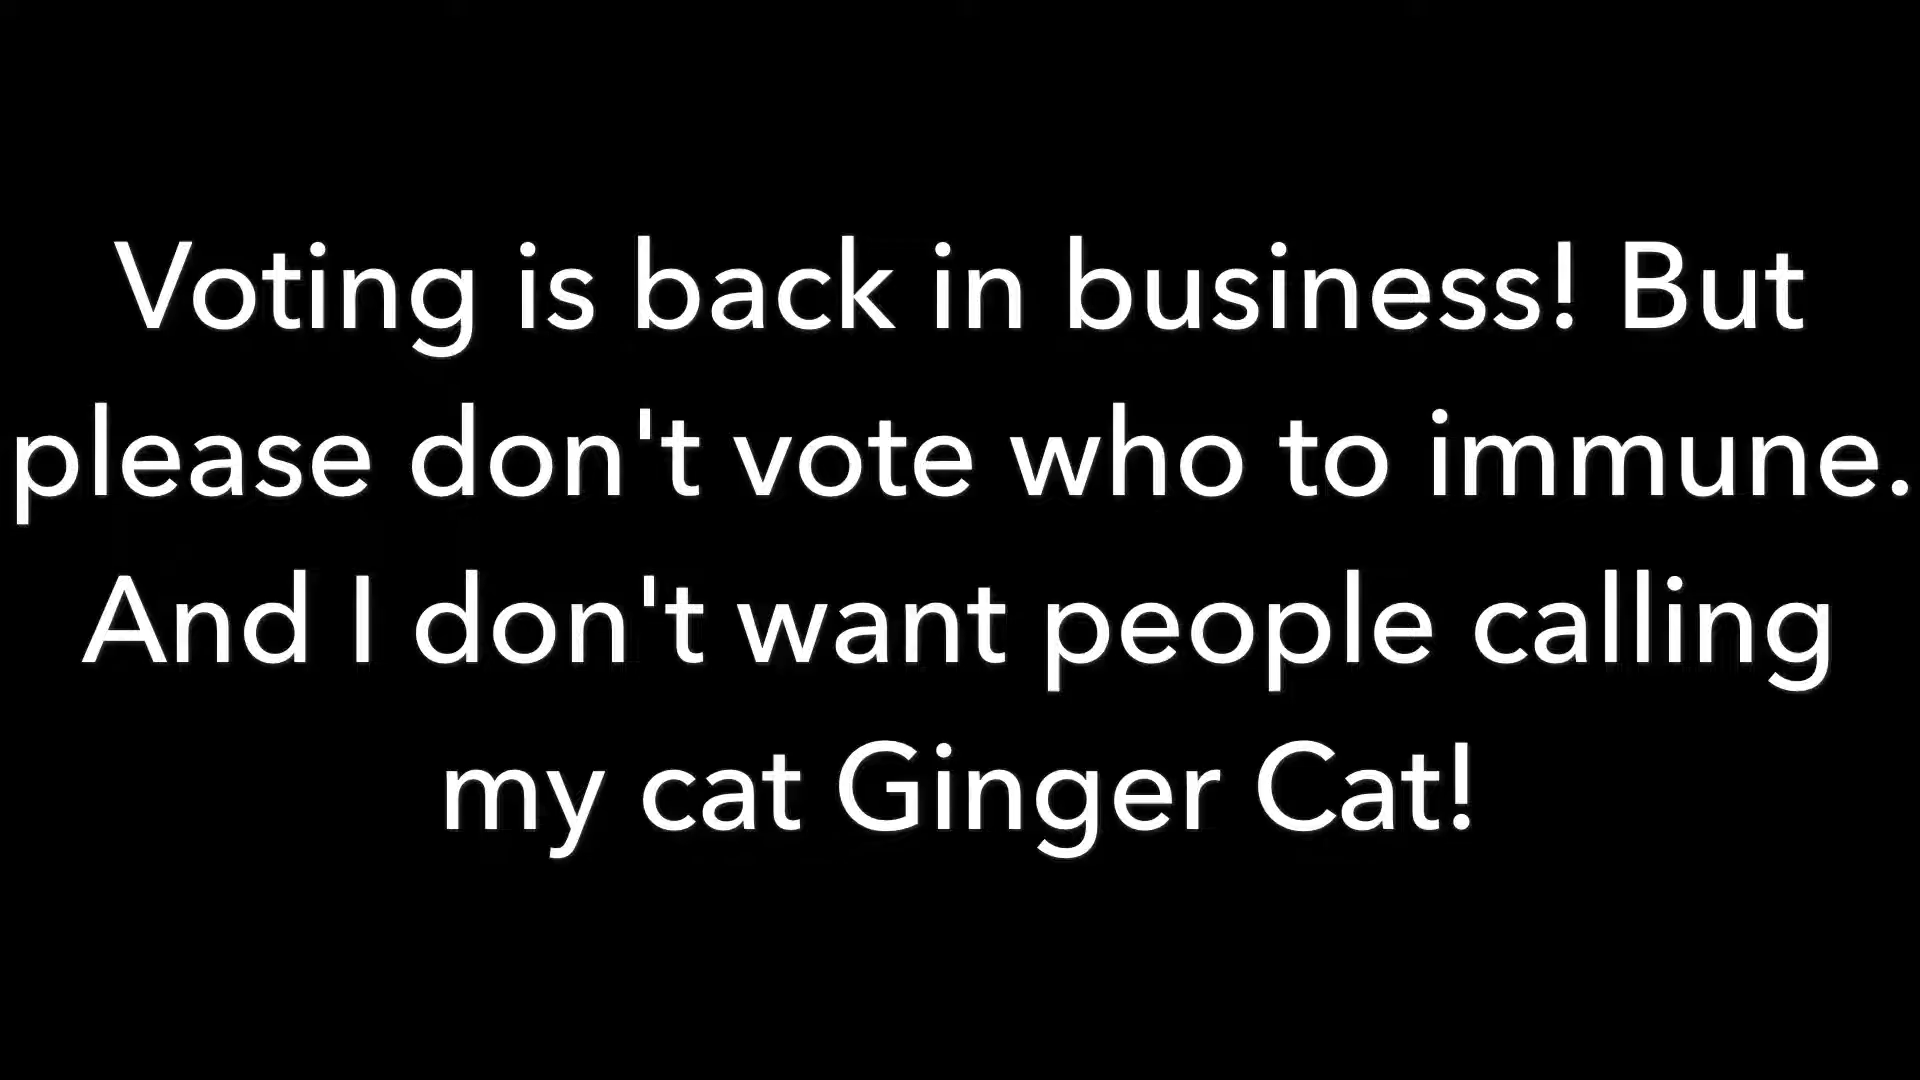 Voting is back in business! But
please don't vote who to immune.
And I don't want people calling
my cat Ginger Cat!